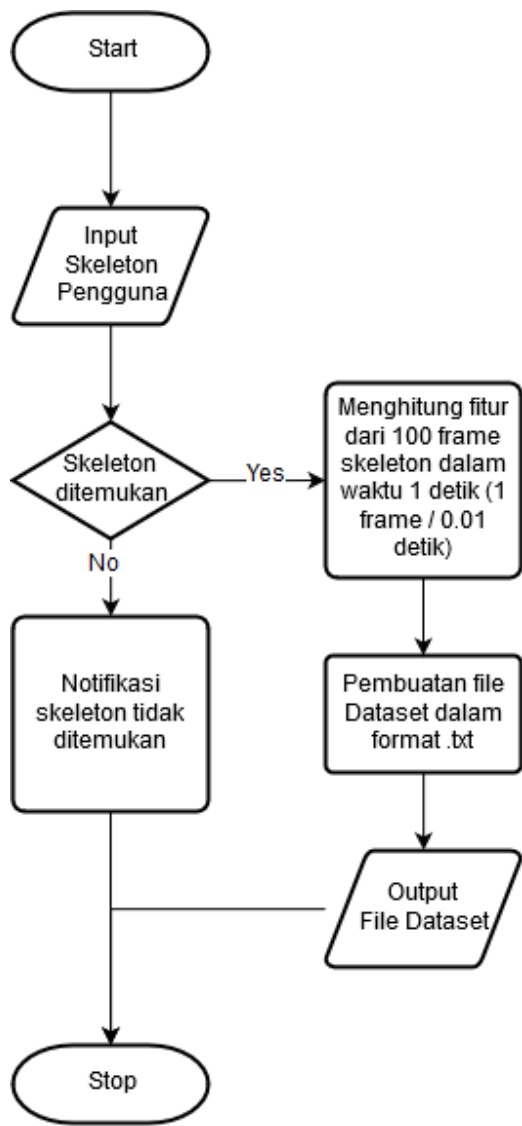 Start
Input
Skeleton
Pengguna
Skeleton
ditemukan
Yes
Menghitung fitur
dari 100 frame
skeleton dalam
waktu 1 detik (1
frame / 0.01
detik)
No
Notifikasi
skeleton tidak
ditemukan
Pembuatan file
Dataset dalam
format .txt
Output
File Dataset
Stop